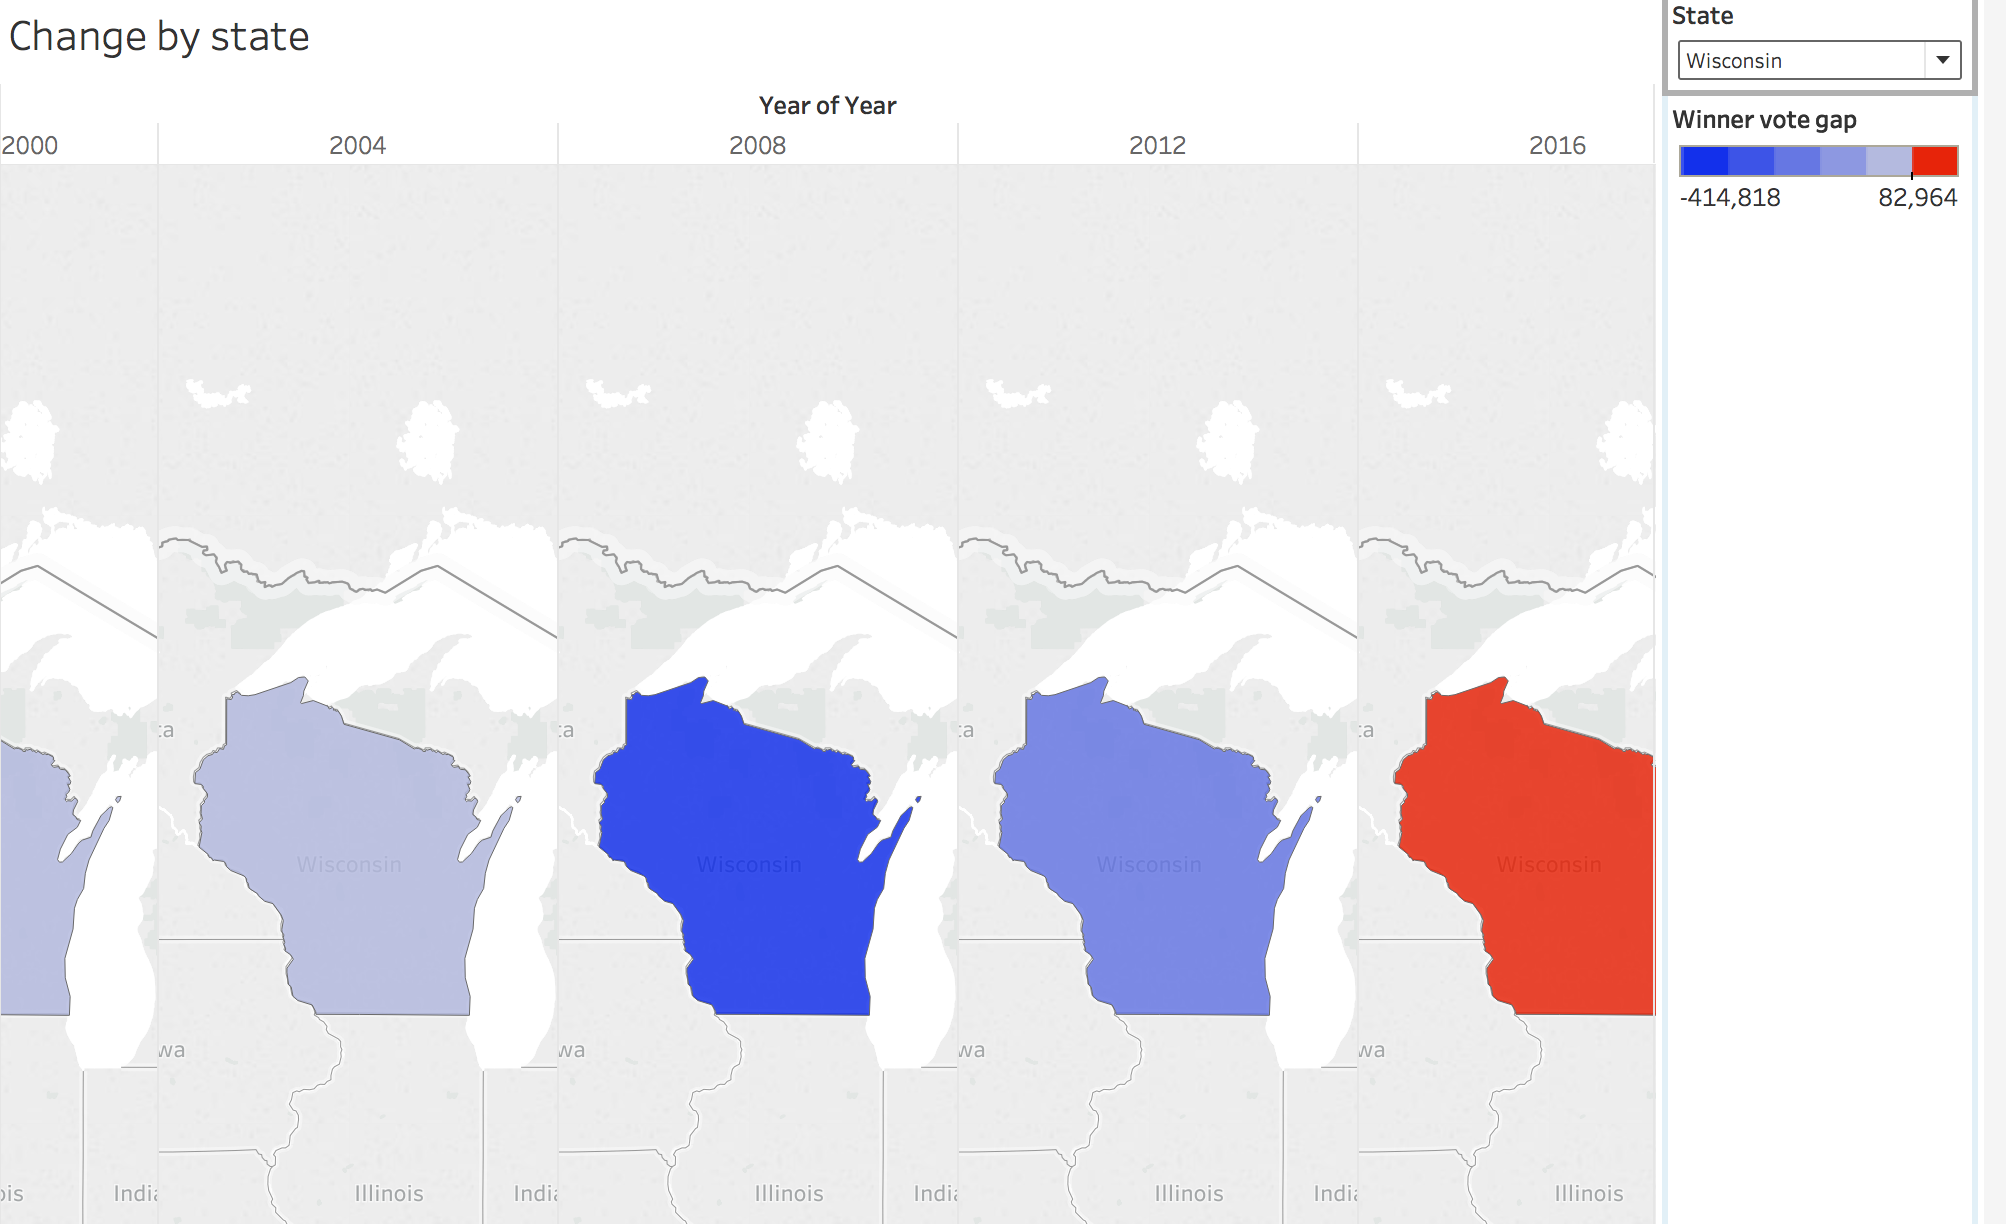 Change by state
State
Wisconsin
Year of Year
Winner vote gap
2000
2004
2008
2012
2016
-414,818
82,964
ta
ta
ta
ta
Wisconsin
Wisconsin
Wisconsin
Wisconsin
wa
wa
wa
wa
ois
India
Illinois
India
Illinois
India
Illinois
India
Illinois